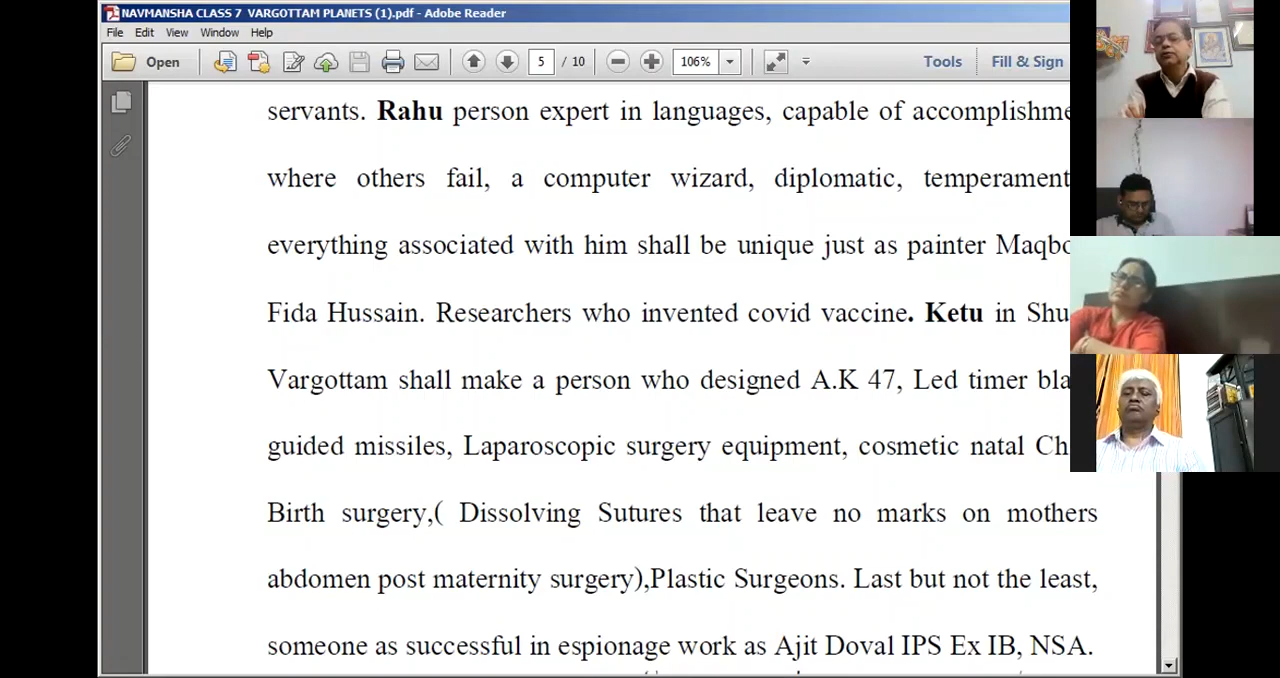 NAVMANSHA CLASS 7 VARGOTTAM PLANETS (1).pdf - Adobe Reader
File Edit View Window Help
Open 5 / 10 106% Tools Fill & Sign
servants. Rahu person expert in languages, capable of accomplishme
where others fail, a computer wizard, diplomatic, temperament
everything associated with him shall be unique just as painter Maqbo
Fida Hussain. Researchers who invented covid vaccine. Ketu in Shu
Vargottam shall make a person who designed A.K 47, Led timer bla
guided missiles, Laparoscopic surgery equipment, cosmetic natal Ch
Birth surgery,( Dissolving Sutures that leave no marks on mothers
abdomen post maternity surgery),Plastic Surgeons. Last but not the least,
someone as successful in espionage work as Ajit Doval IPS Ex IB, NSA.